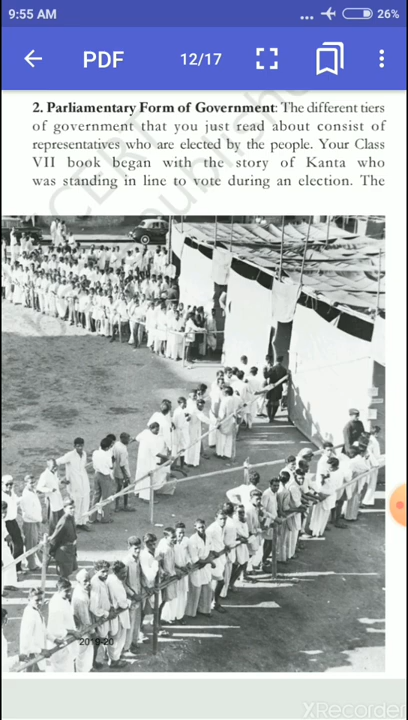 9:55 AM ... 26%
PDF 12/17
2. Parliamentary Form of Government: The different tiers
of government that you just read about consist of
representatives who are elected by the people. Your Class
VII book began with the story of Kanta who
was standing in line to vote during an election. The
2019-20
XRecorder